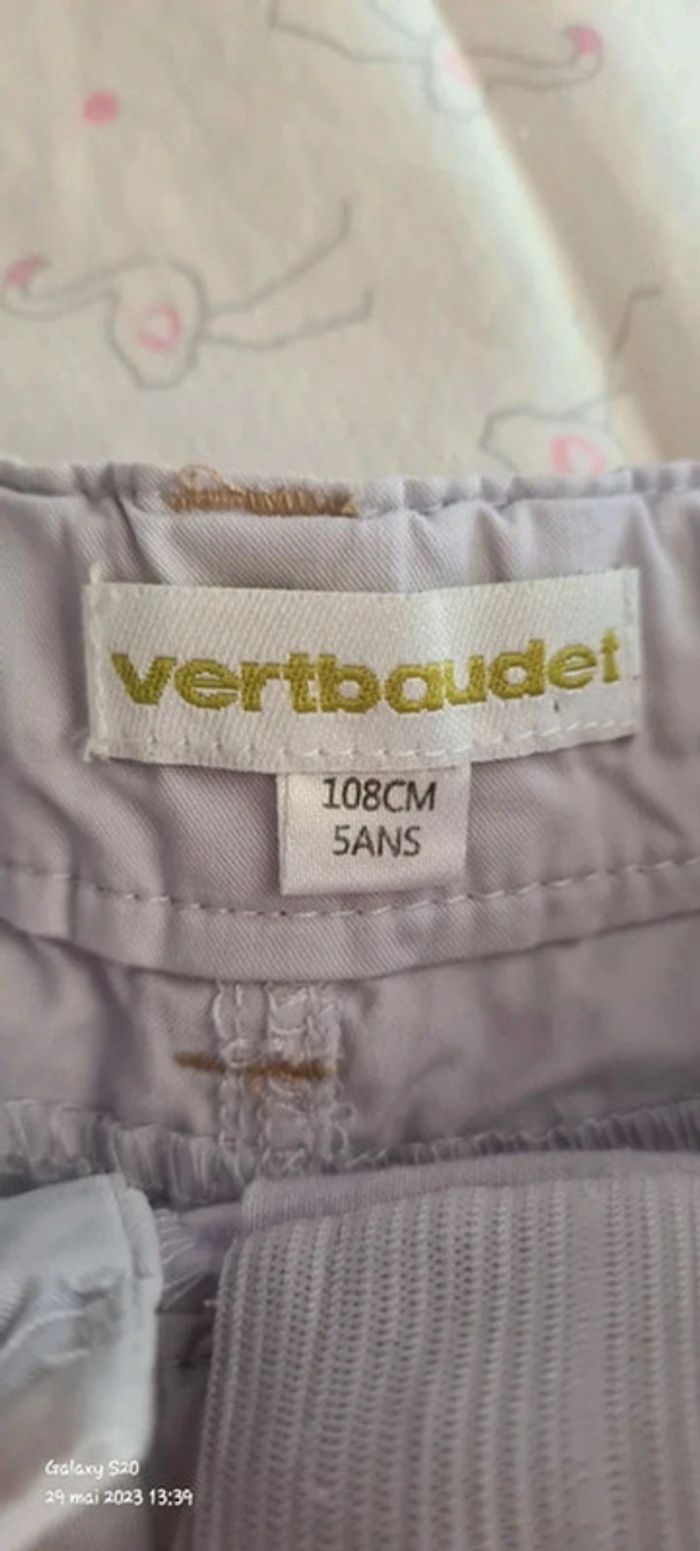 vertbaudet
108CM
5ANS
Galaxy S20
29 mai 2023 13:39